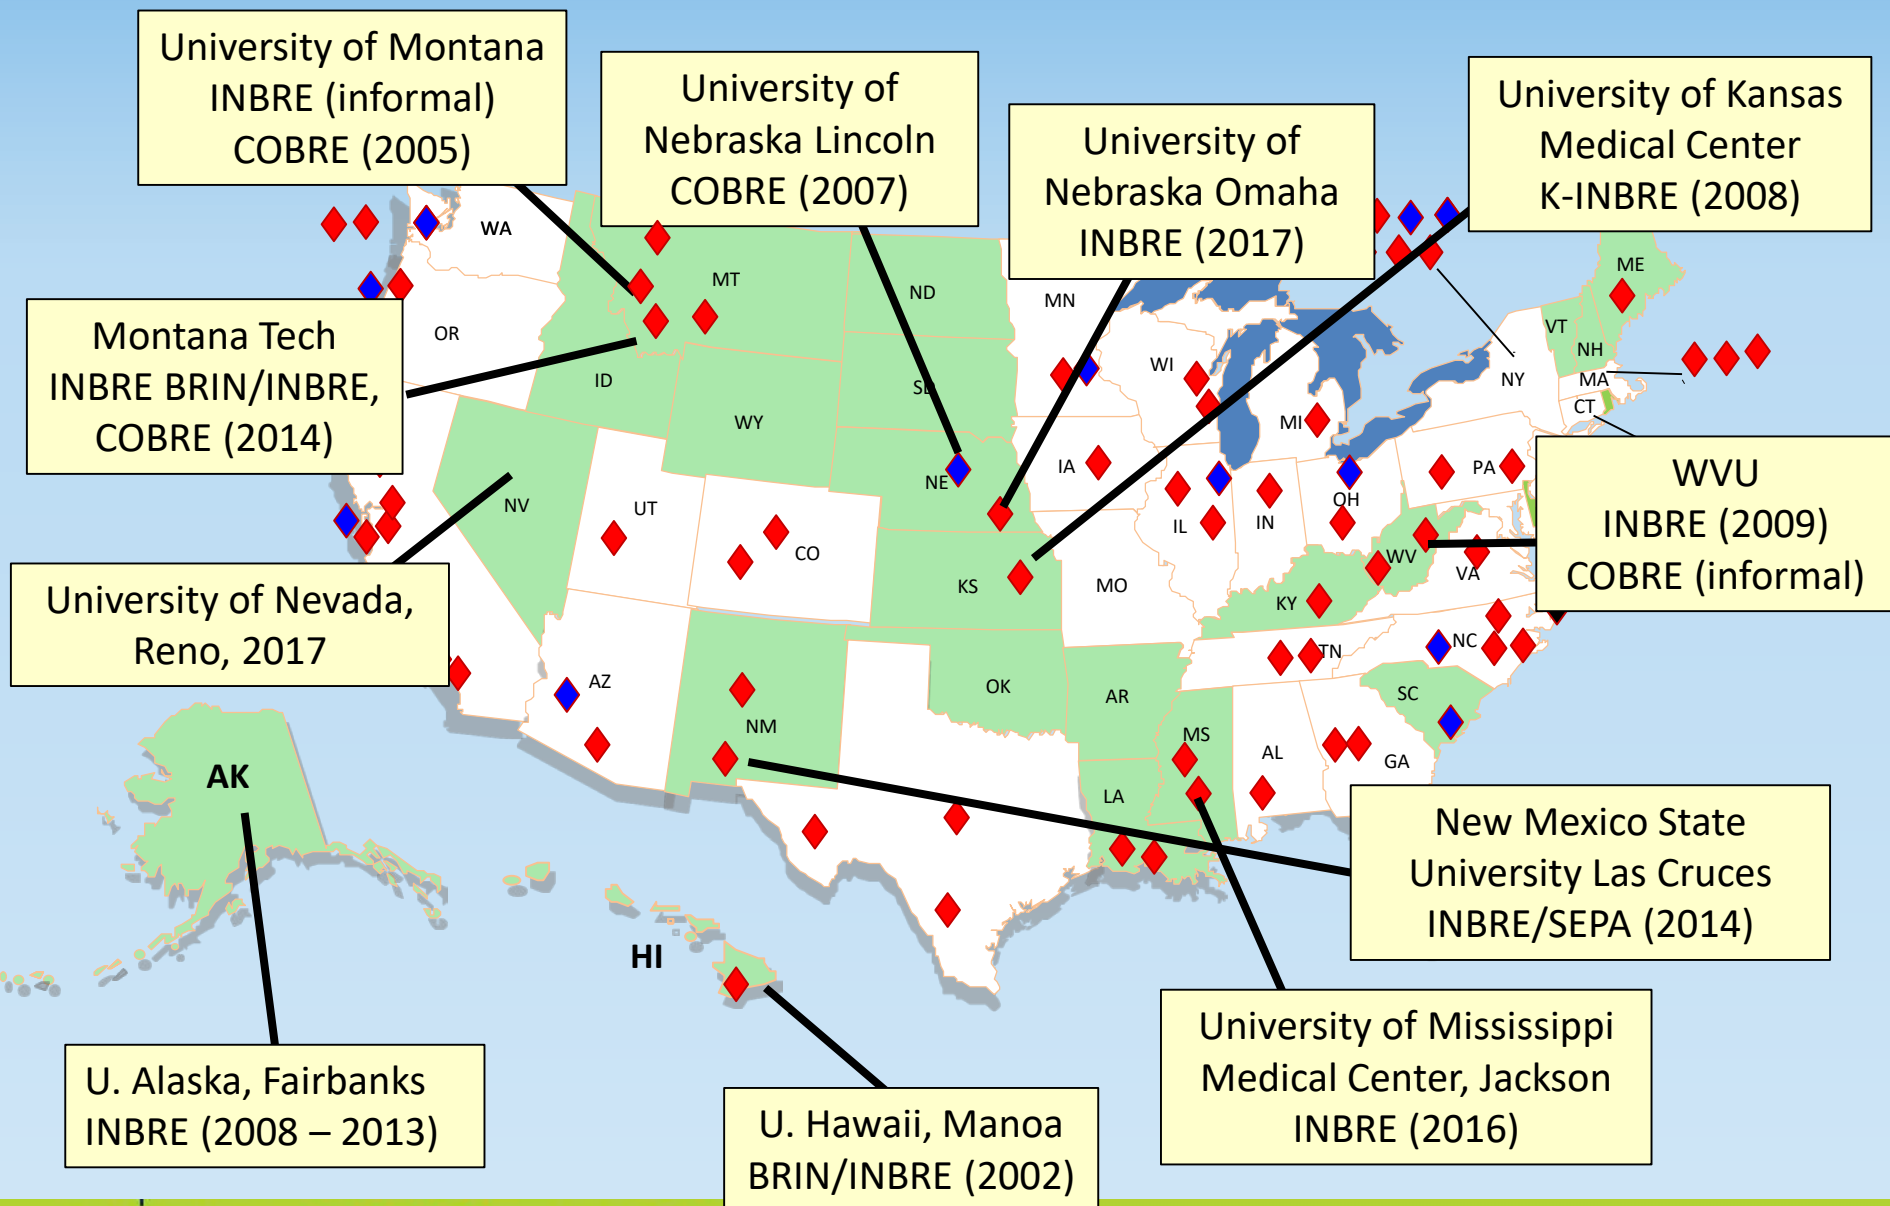 University of Montana
INBRE (informal)
COBRE (2005)
University of
Nebraska Lincoln
COBRE (2007)
University of
Nebraska Omaha
INBRE (2017)
University of Kansas
Medical Center
K-INBRE (2008)
Montana Tech
INBRE BRIN/INBRE,
COBRE (2014)
WVU
INBRE (2009)
COBRE (informal)
University of Nevada,
Reno, 2017
New Mexico State
University Las Cruces
INBRE/SEPA (2014)
University of Mississippi
Medical Center, Jackson
INBRE (2016)
U. Alaska, Fairbanks
INBRE (2008 – 2013)
U. Hawaii, Manoa
BRIN/INBRE (2002)
WA
MT
ND
MN
ME
OR
ID
SD
WI
VT
NH
NY
MA
CT
WY
MI
NV
UT
NE
IA
PA
OH
IL
IN
CO
KS
MO
WV
VA
KY
TN
NC
AZ
NM
OK
AR
SC
MS
AL
GA
LA
AK
HI